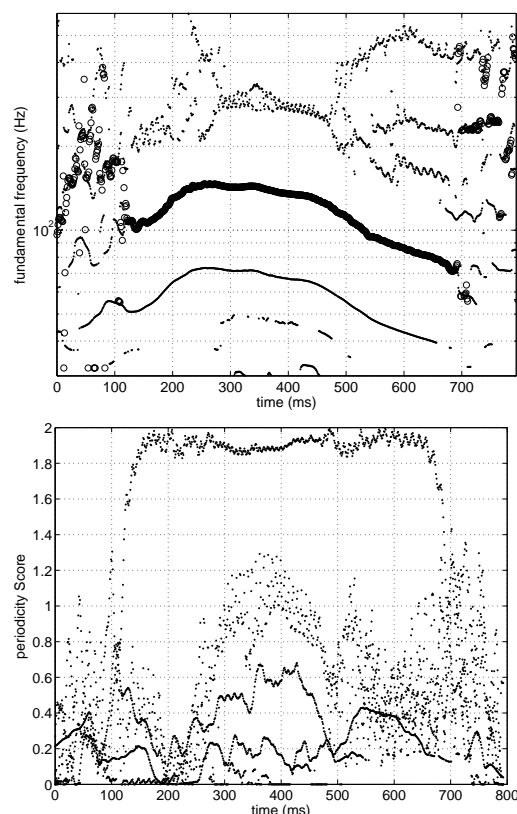 fundamental frequency (Hz)
10²
0 100 200 300 400 500 600 700
time (ms)
periodicity Score
2
1.8
1.6
1.4
1.2
1
0.8
0.6
0.4
0.2
0
0 100 200 300 400 500 600 700 800
time (ms)